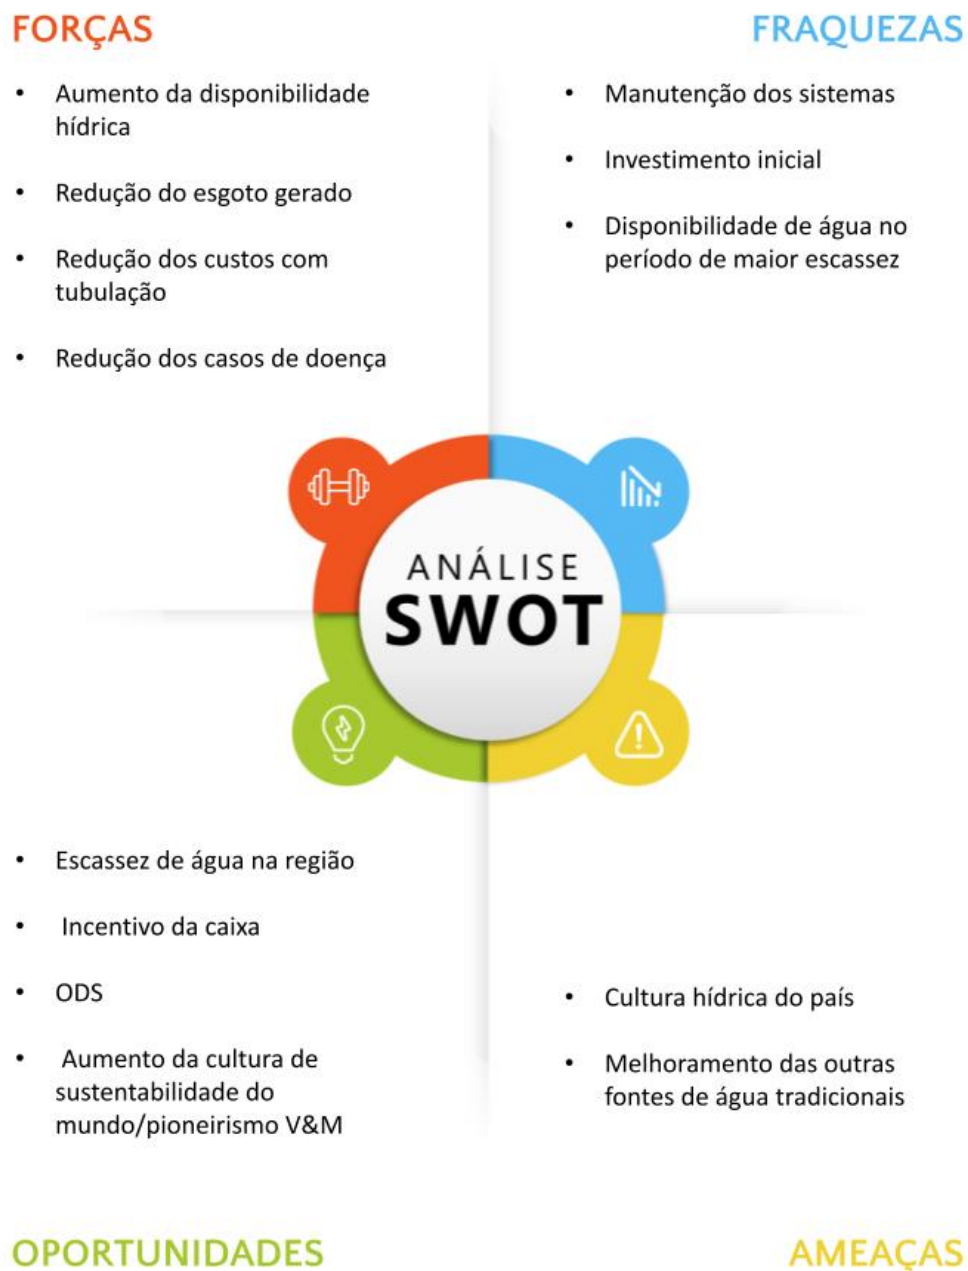 FORÇAS
• Aumento da disponibilidade
hídrica
• Redução do esgoto gerado
• Redução dos custos com
tubulação
• Redução dos casos de doença
FRAQUEZAS
• Manutenção dos sistemas
• Investimento inicial
• Disponibilidade de água no
período de maior escassez
ANÁLISE
SWOT
• Escassez de água na região
• Incentivo da caixa
• ODS
• Aumento da cultura de
sustentabilidade do
mundo/pioneirismo V&M
OPORTUNIDADES
• Cultura hídrica do país
• Melhoramento das outras
fontes de água tradicionais
AMEAÇAS